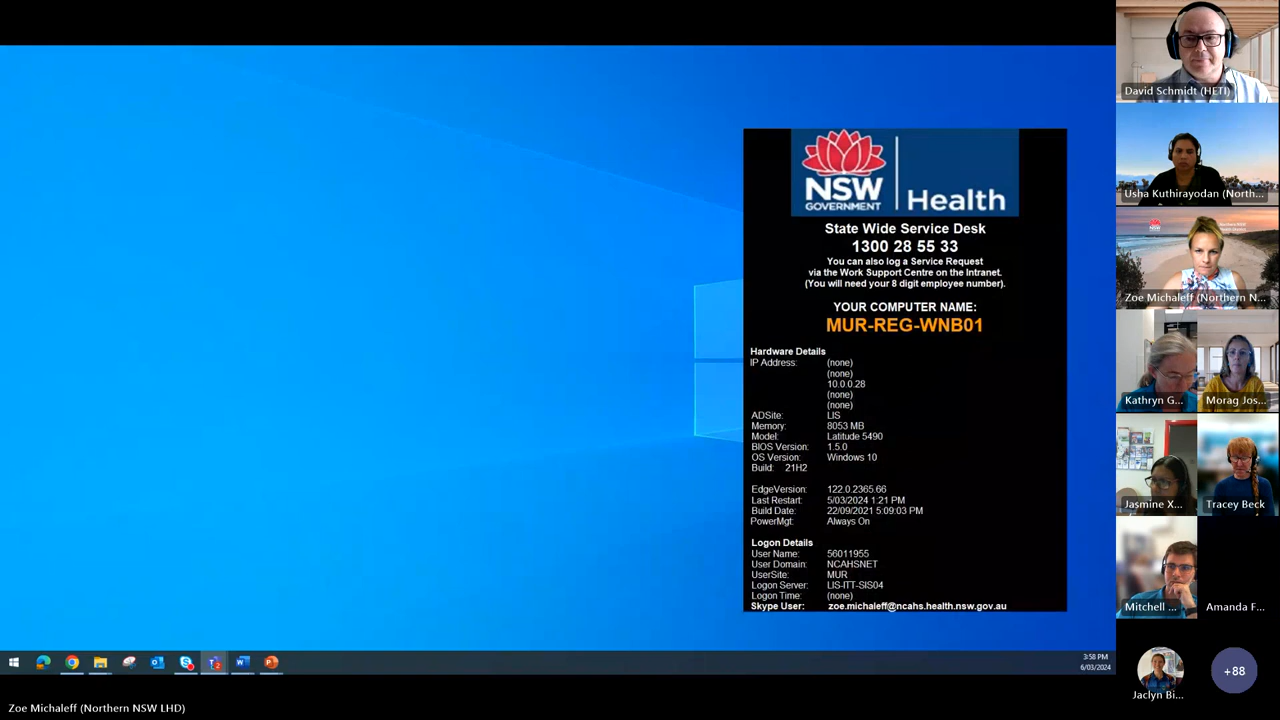 NSW
GOVERNMENT
Health
State Wide Service Desk
1300 28 55 33
You can also log a Service Request
via the Work Support Centre on the Intranet.
(You will need your 8 digit employee number).
YOUR COMPUTER NAME:
MUR-REG-WNB01
Hardware Details
IP Address: (none)
(none)
10.0.0.28
(none)
(none)
ADSite: LIS
Memory: 8053 MB
Model: Latitude 5490
BIOS Version: 1.5.0
OS Version: Windows 10
Build: 21H2
EdgeVersion: 122.0.2365.66
Last Restart: 5/03/2024 1:21 PM
Build Date: 22/09/2021 5:09:03 PM
PowerMgt: Always On
Logon Details
User Name: 56011955
User Domain: NCAHSNET
UserSite: MUR
Logon Server: LIS-ITT-SIS04
Logon Time: (none)
Skype User: zoe.michaleff@ncahs.health.nsw.gov.au
3:58 PM
6/03/2024
David Schmidt (HETI)
Usha Kuthirayodan (North...
Zoe Michaleff (Northern N...
Kathryn G...
Morag Jos...
Jasmine X...
Tracey Beck
Mitchell ...
Amanda F...
Jaclyn Bi...
+88
Zoe Michaleff (Northern NSW LHD)